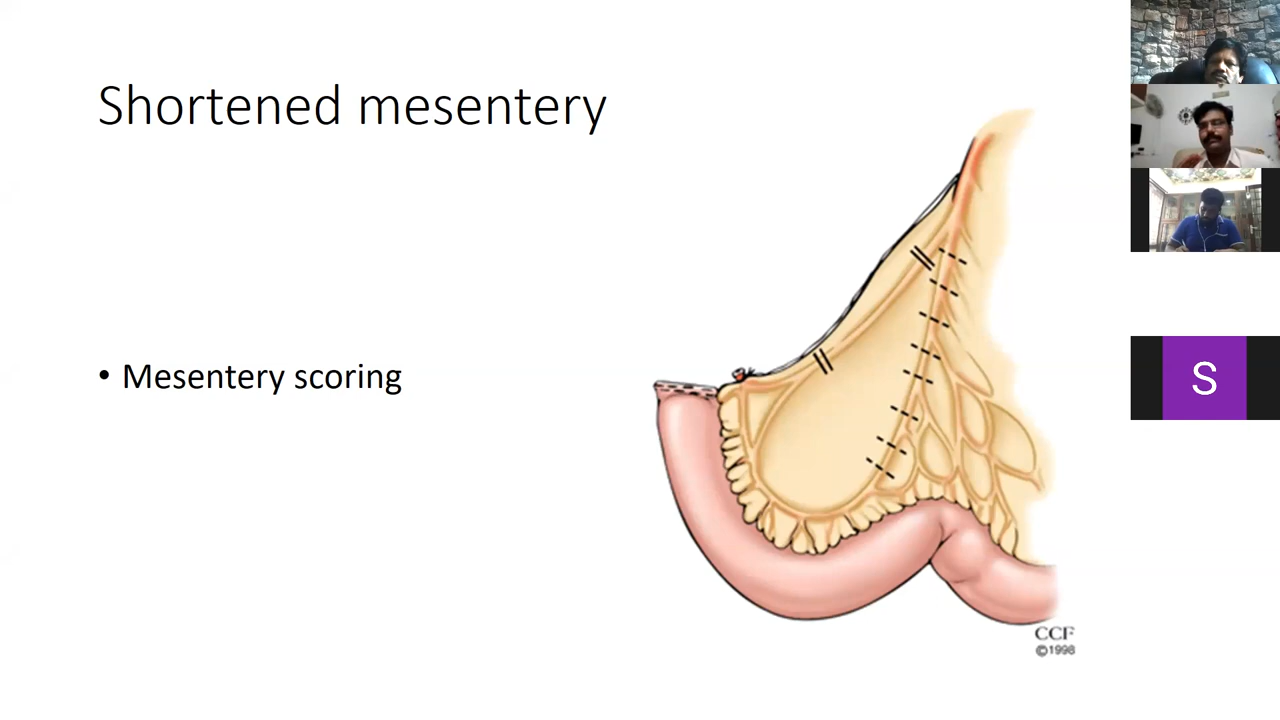 Shortened mesentery
• Mesentery scoring
CCF
©1998
S